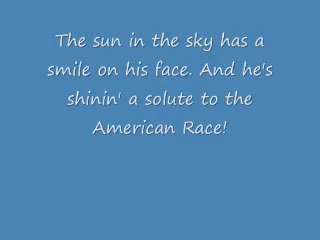 The sun in the sky has a
smile on his face. And he's
shinin' a solute to the
American Race!